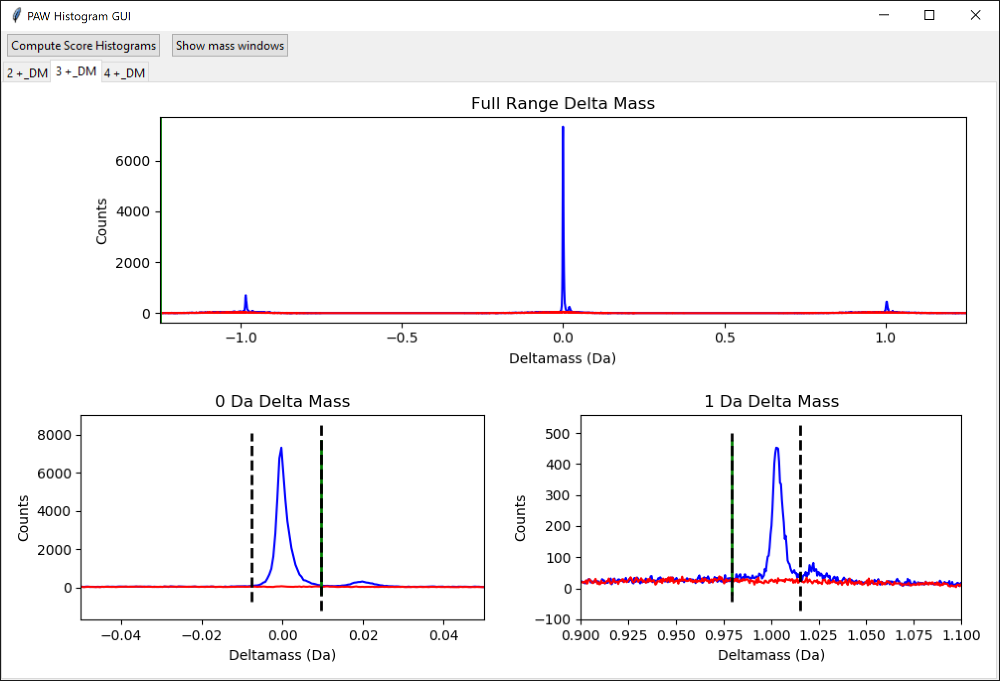 PAW Histogram GUI
Compute Score Histograms Show mass windows
2 +_DM 3 +_DM 4 +_DM
Full Range Delta Mass
6000
4000
2000
0
Counts
−1.0 −0.5 0.0 0.5 1.0
Deltamass (Da)
0 Da Delta Mass
8000
6000
4000
2000
0
Counts
−0.04 −0.02 0.00 0.02 0.04
Deltamass (Da)
1 Da Delta Mass
500
400
300
200
100
0
−100
Counts
0.900 0.925 0.950 0.975 1.000 1.025 1.050 1.075 1.100
Deltamass (Da)